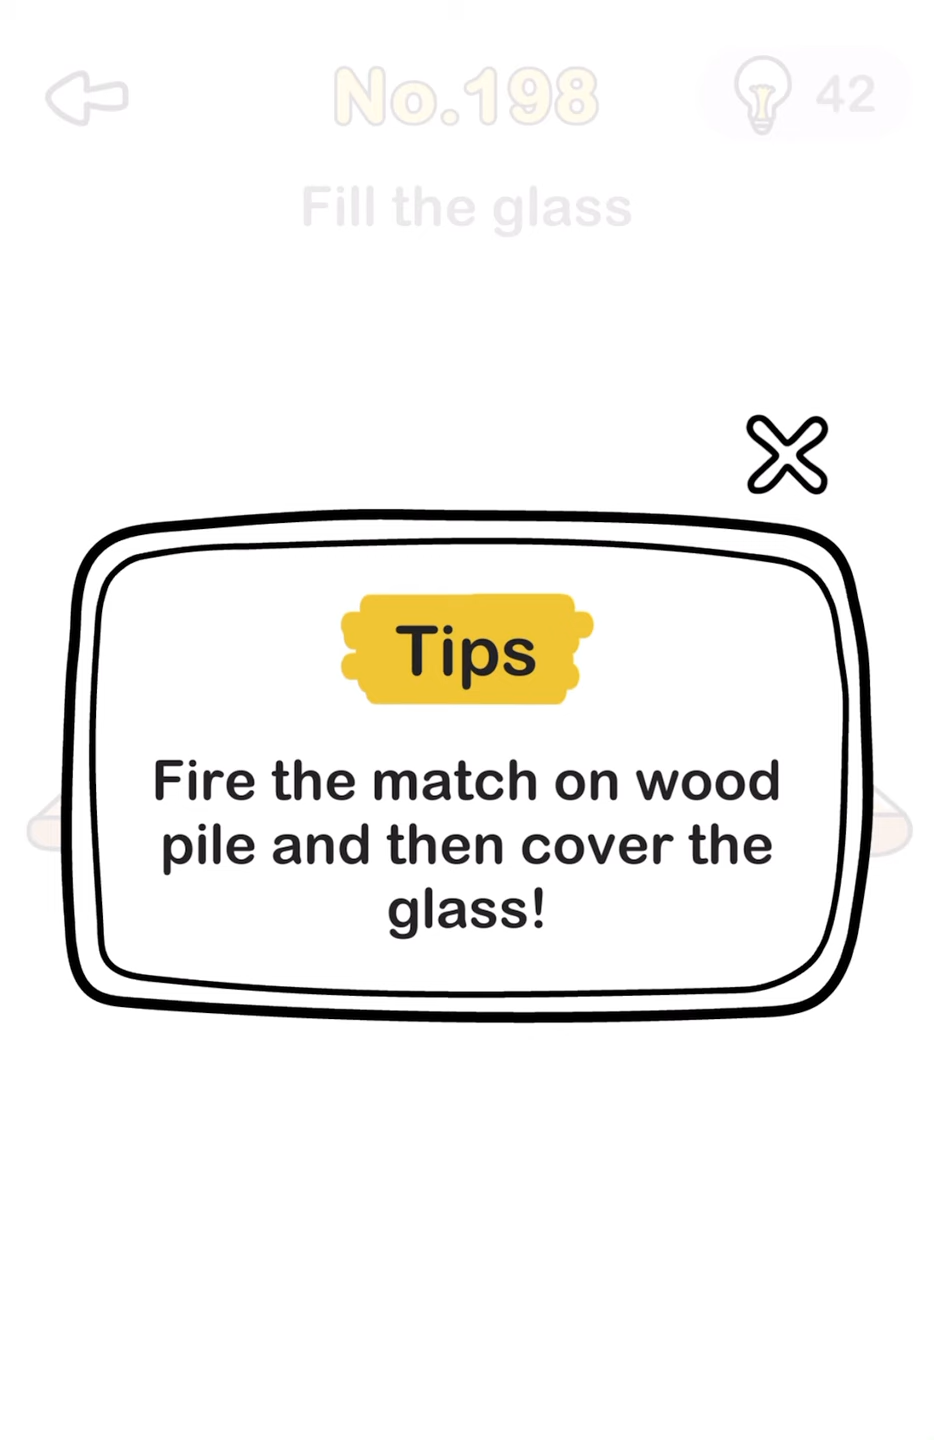 No.198
42
Fill the glass
Tips
Fire the match on wood
pile and then cover the
glass!